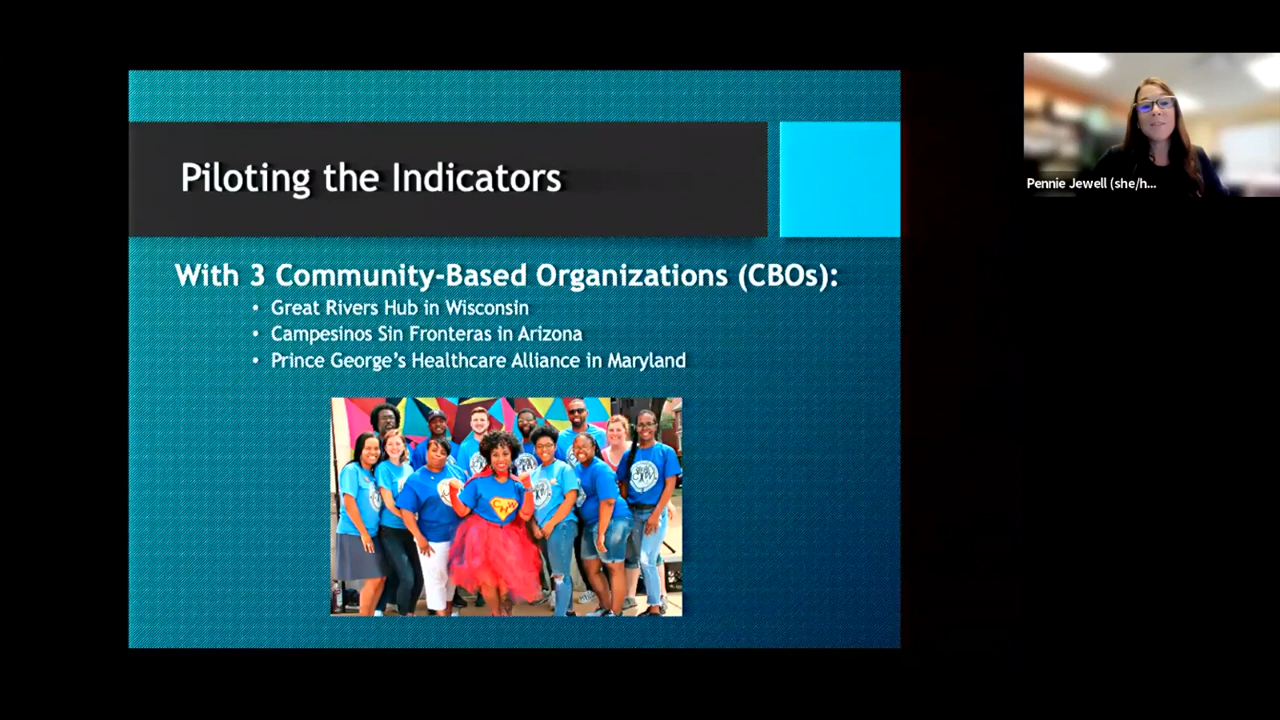 Piloting the Indicators
With 3 Community-Based Organizations (CBOs):
• Great Rivers Hub in Wisconsin
• Campesinos Sin Fronteras in Arizona
• Prince George’s Healthcare Alliance in Maryland
CHW
Pennie Jewell (she/h...